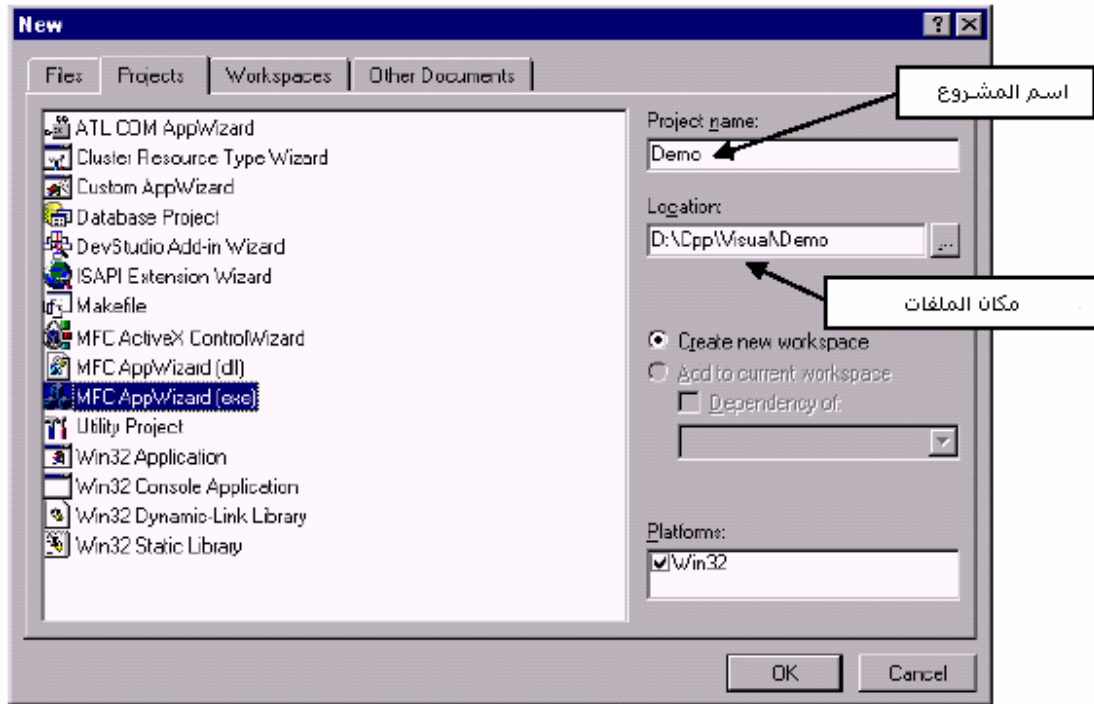 New
Files
Projects
Workspaces
Other Documents
ATL COM AppWizard
Cluster Resource Type Wizard
Custom AppWizard
Database Project
DevStudio Add-in Wizard
ISAPI Extension Wizard
Makefile
MFC ActiveX ControlWizard
MFC AppWizard (dll)
MFC AppWizard (exe)
Utility Project
Win32 Application
Win32 Console Application
Win32 Dynamic-Link Library
Win32 Static Library
اسم المشروع
Project name:
Demo
Location:
D:\Cpp\Visual\Demo
...
مكان الملفات
Create new workspace
Add to current workspace
Dependency of:
Platforms:
Win32
OK
Cancel